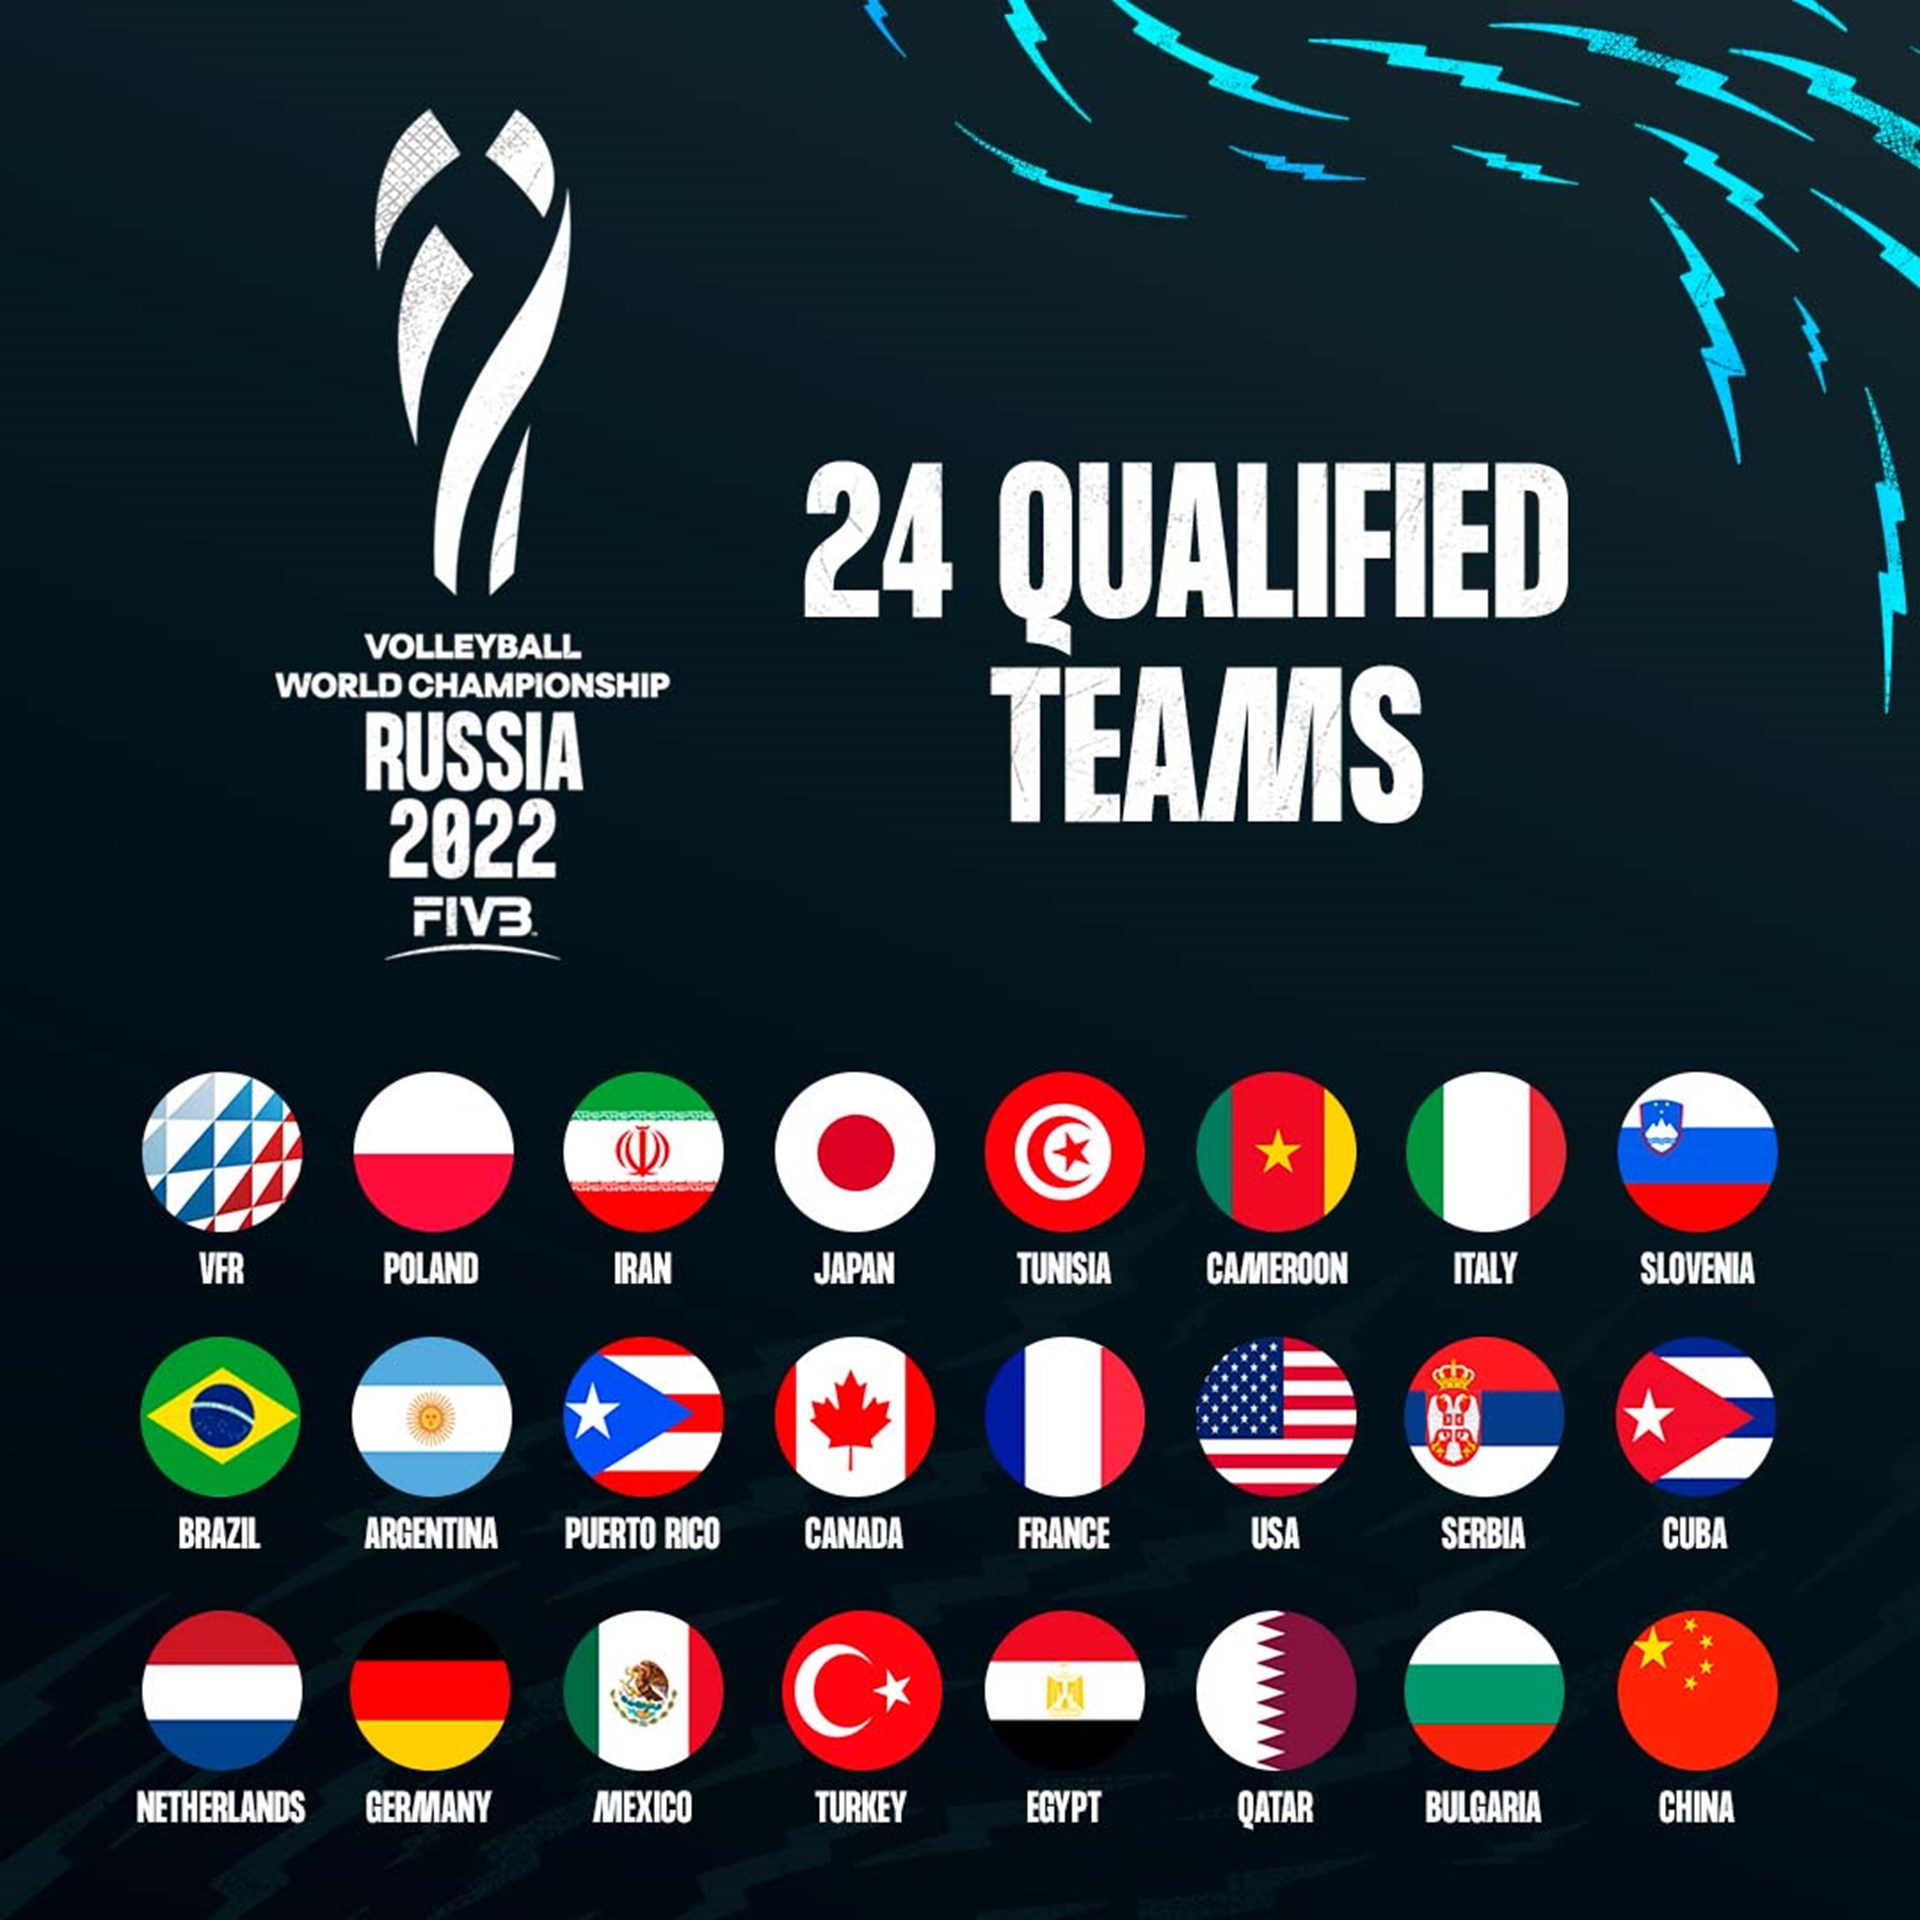 VOLLEYBALL
WORLD CHAMPIONSHIP
RUSSIA
2022
FIVB
24 QUALIFIED
TEAMS
VFR POLAND IRAN JAPAN TUNISIA CAMEROON ITALY SLOVENIA
BRAZIL ARGENTINA PUERTO RICO CANADA FRANCE USA SERBIA CUBA
NETHERLANDS GERMANY MEXICO TURKEY EGYPT QATAR BULGARIA CHINA